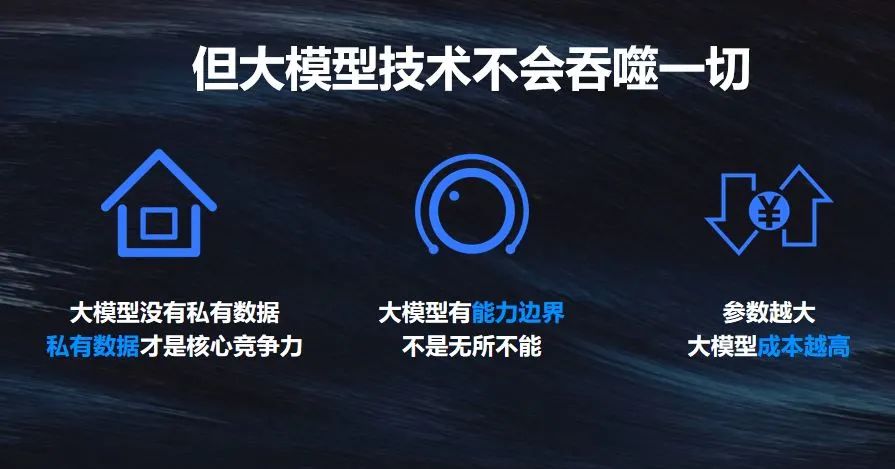 但大模型技术不会吞噬一切
大模型没有私有数据
私有数据才是核心竞争力
大模型有能力边界
不是无所不能
¥
参数越大
大模型成本越高